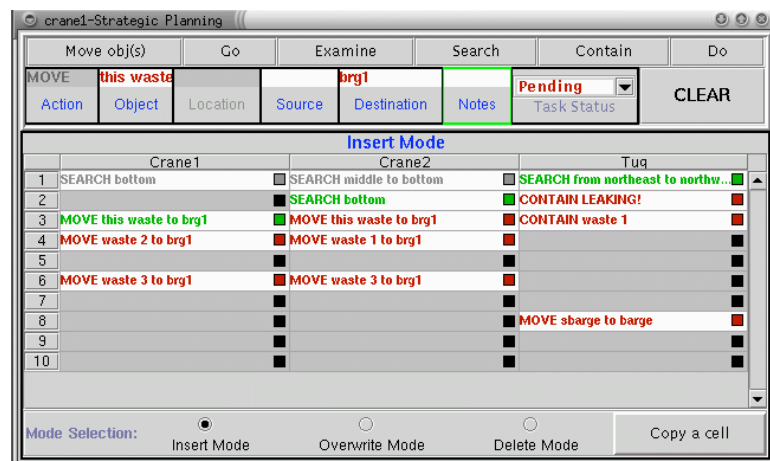 crane1-Strategic Planning
Move obj(s) Go Examine Search Contain Do
MOVE this waste brg1 Pending
Action Object Location Source Destination Notes Task Status CLEAR
Insert Mode
Crane1 Crane2 Tug
1 SEARCH bottom SEARCH middle to bottom SEARCH from northeast to northw...
2 SEARCH bottom CONTAIN LEAKING!
3 MOVE this waste to brg1 MOVE this waste to brg1 CONTAIN waste 1
4 MOVE waste 2 to brg1 MOVE waste 1 to brg1
5
6 MOVE waste 3 to brg1 MOVE waste 3 to brg1
7
8 MOVE sbarge to barge
9
10
Mode Selection: Insert Mode Overwrite Mode Delete Mode Copy a cell